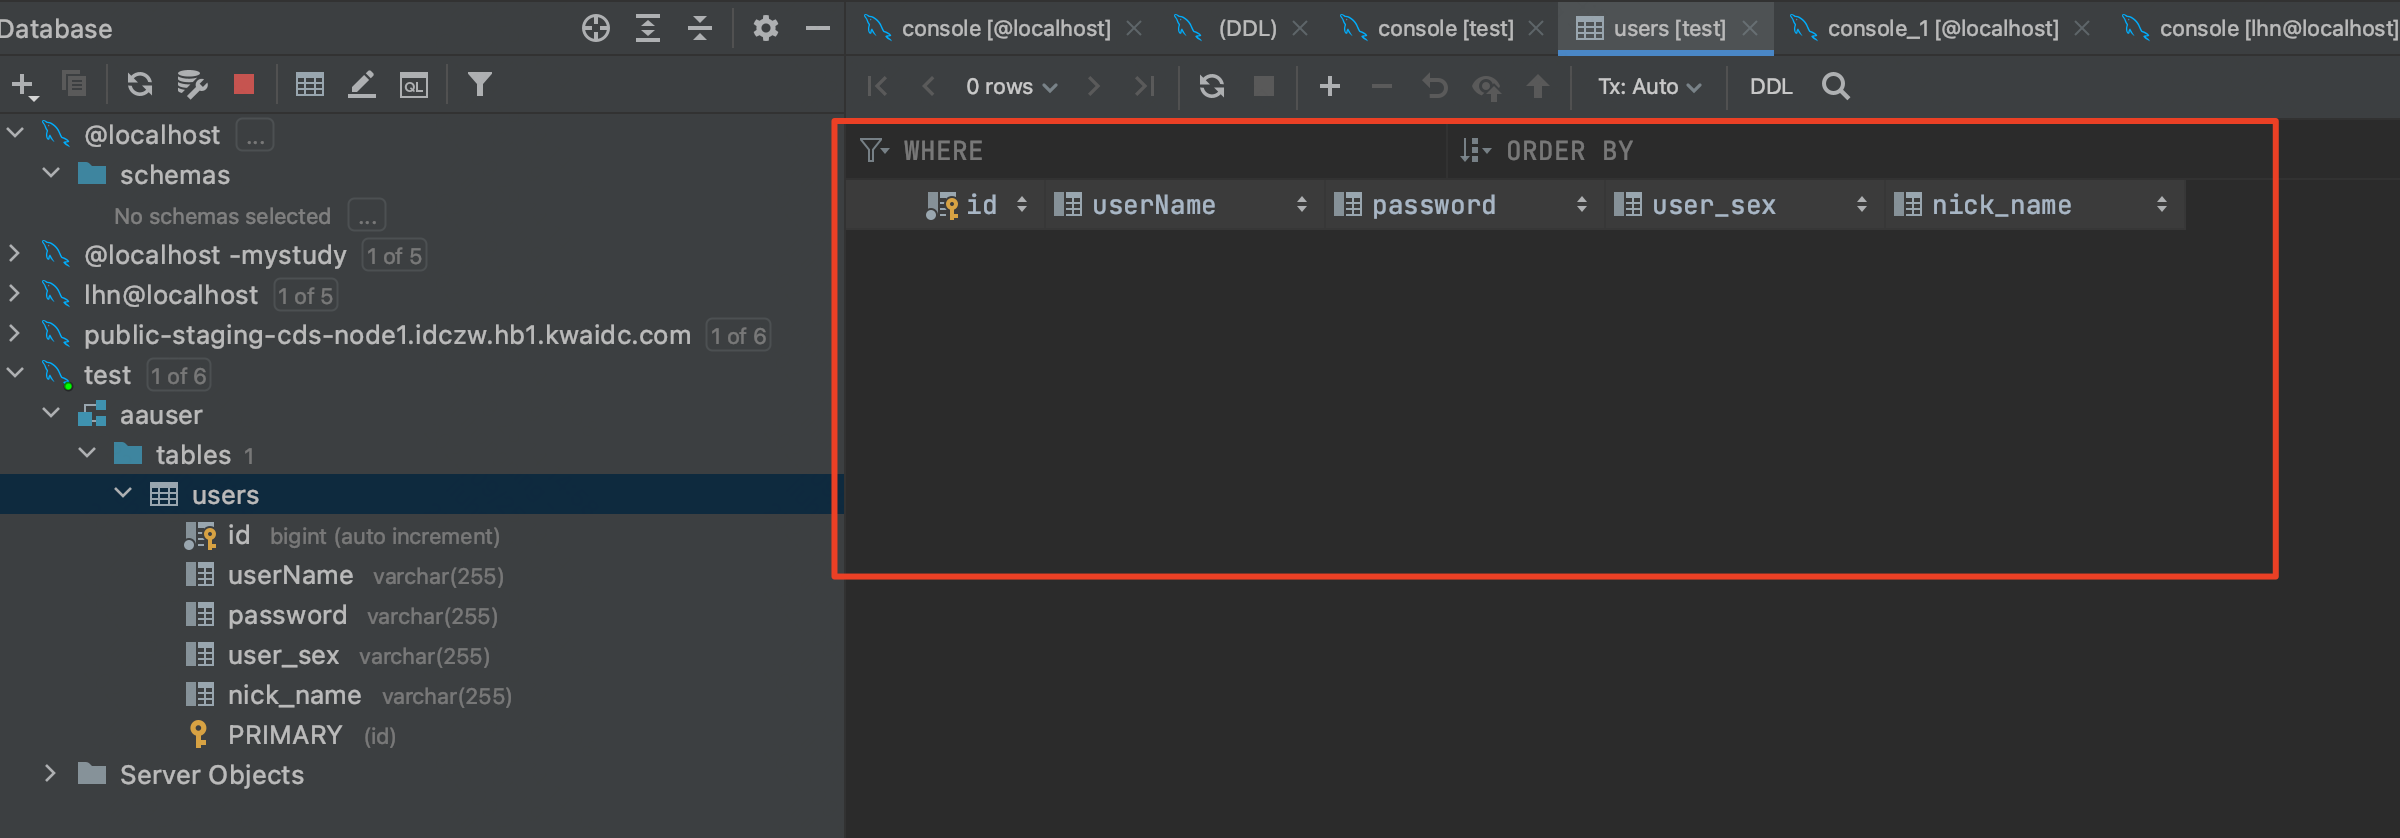 Database
console [@localhost]
(DDL)
console [test]
users [test]
console_1 [@localhost]
console [lhn@localhost]
QL
0 rows
Tx: Auto
DDL
@localhost ...
schemas
No schemas selected ...
@localhost -mystudy 1 of 5
lhn@localhost 1 of 5
public-staging-cds-node1.idczw.hb1.kwaidc.com 1 of 6
test 1 of 6
aauser
tables 1
users
id bigint (auto increment)
userName varchar(255)
password varchar(255)
user_sex varchar(255)
nick_name varchar(255)
PRIMARY (id)
Server Objects
WHERE
ORDER BY
id userName password user_sex nick_name